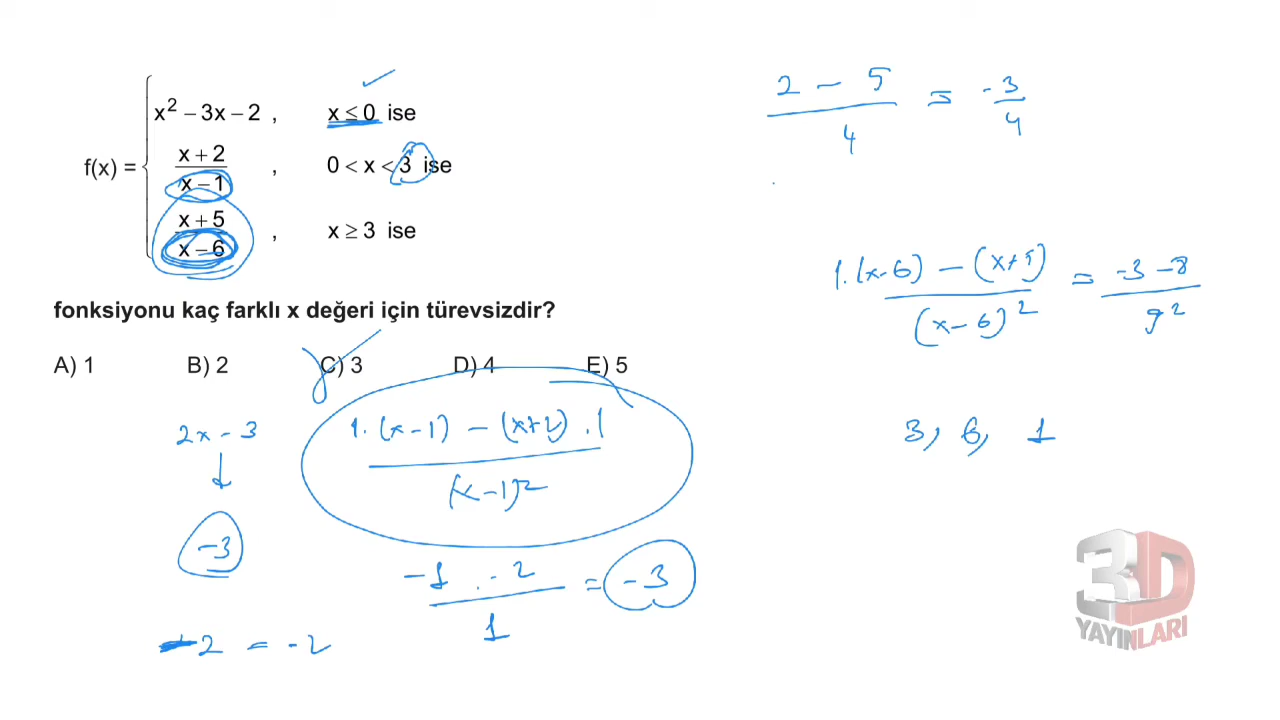 x² – 3x – 2 , x ≤ 0 ise
f(x) =
x + 2 / x – 1 , 0 < x < 3 ise
x + 5 / x – 6 , x ≥ 3 ise
fonksiyonu kaç farklı x değeri için türevsizdir?
A) 1 B) 2 C) 3 D) 4 E) 5
2x – 3
–3
–2 = –2
1.(x–1) – (x+2).1 / (x–1)²
–1 – 2 / 1 = –3
2 – 5 / 4 = –3/4
1.(x–6) – (x+5) / (x–6)² = –3 –8 / 9²
3, 6, 1
3D
YAYINLARI